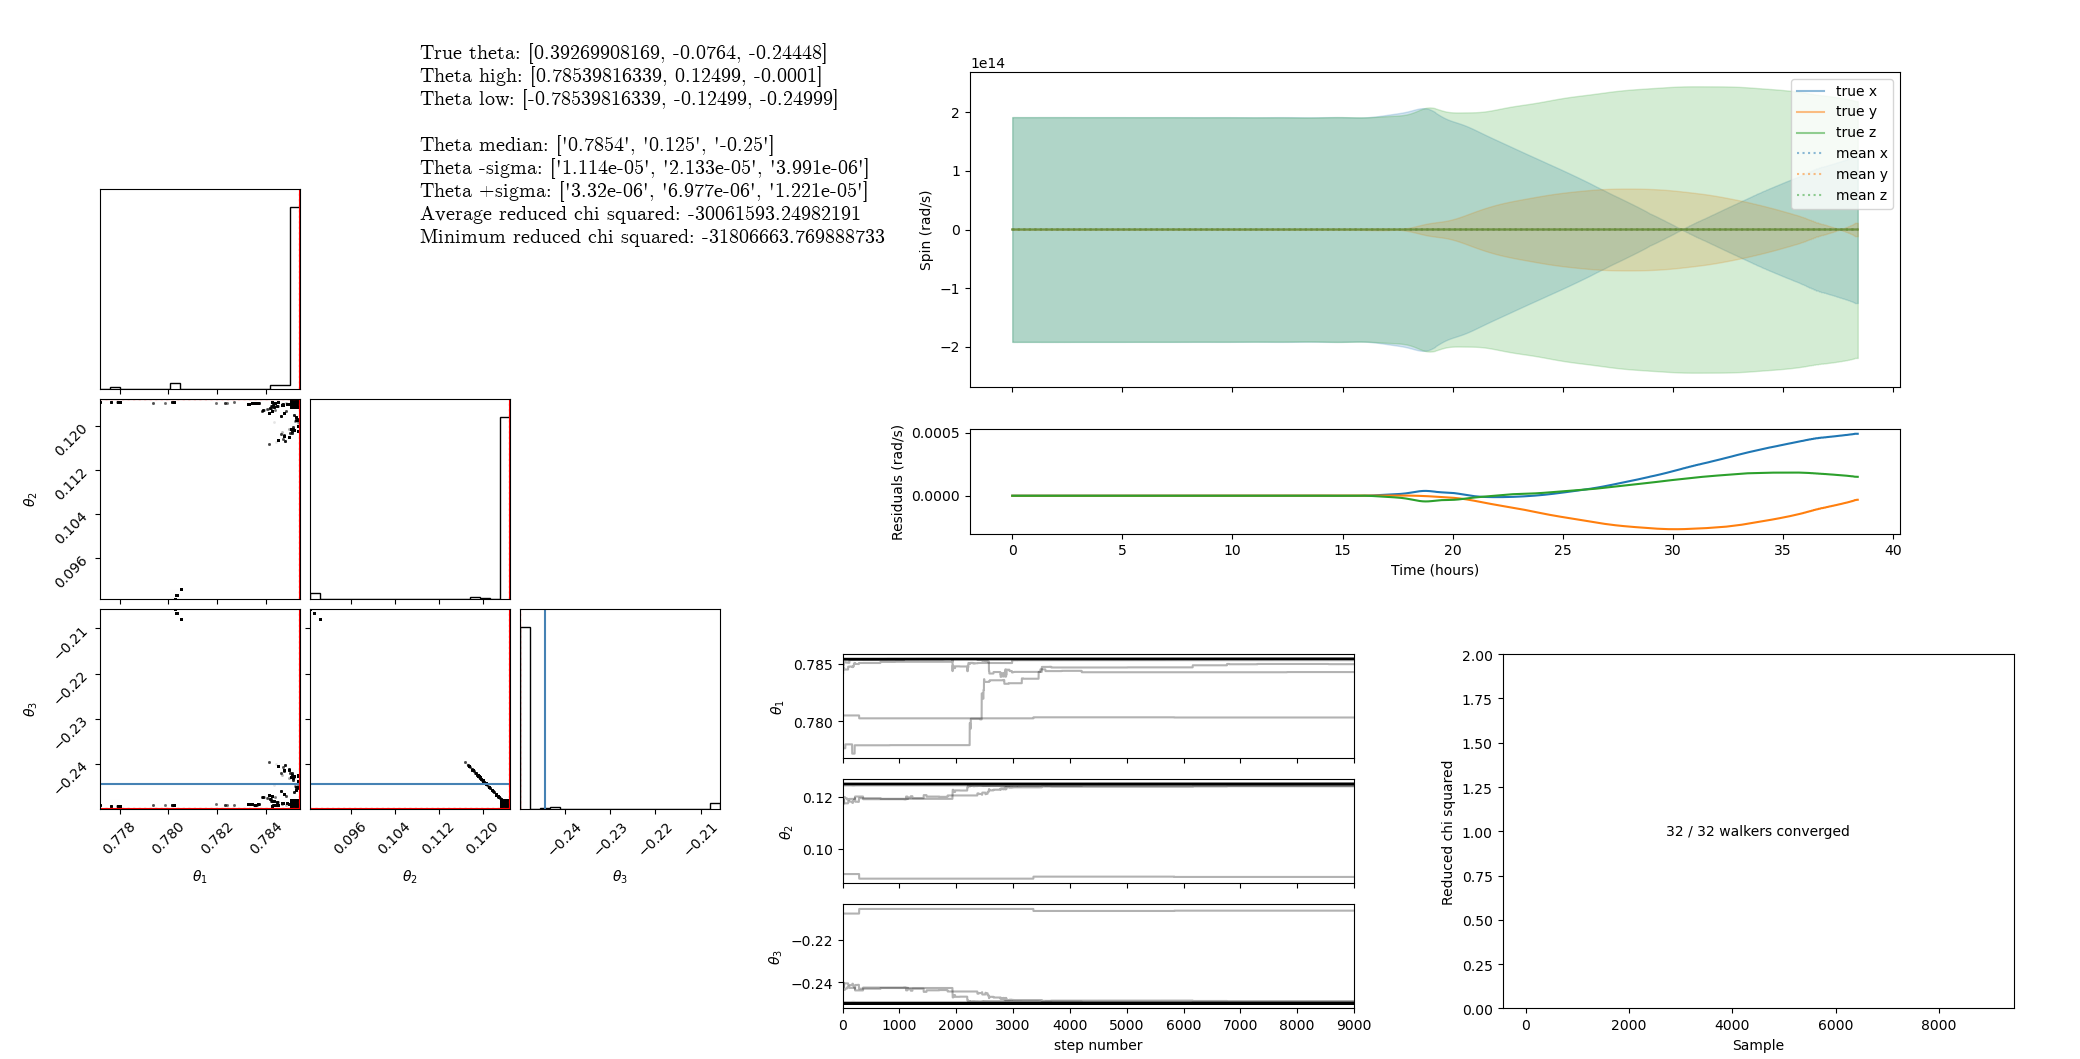 True theta: [0.39269908169, -0.0764, -0.24448]
Theta high: [0.78539816339, 0.12499, -0.0001]
Theta low: [-0.78539816339, -0.12499, -0.24999]
Theta median: ['0.7854', '0.125', '-0.25']
Theta -sigma: ['1.114e-05', '2.133e-05', '3.991e-06']
Theta +sigma: ['3.32e-06', '6.977e-06', '1.221e-05']
Average reduced chi squared: -30061593.24982191
Minimum reduced chi squared: -31806663.769888733
θ2
0.120
0.112
0.104
0.096
θ3
−0.21
−0.22
−0.23
−0.24
0.778
0.780
0.782
0.784
θ1
0.096
0.104
0.112
0.120
θ2
−0.24
−0.23
−0.22
−0.21
θ3
1e14
Spin (rad/s)
2
1
0
−1
−2
true x
true y
true z
mean x
mean y
mean z
Residuals (rad/s)
0.0005
0.0000
0
5
10
15
20
25
30
35
40
Time (hours)
θ1
0.785
0.780
θ2
0.12
0.10
θ3
−0.22
−0.24
0
1000
2000
3000
4000
5000
6000
7000
8000
9000
step number
Reduced chi squared
2.00
1.75
1.50
1.25
1.00
0.75
0.50
0.25
0.00
32 / 32 walkers converged
0
2000
4000
6000
8000
Sample